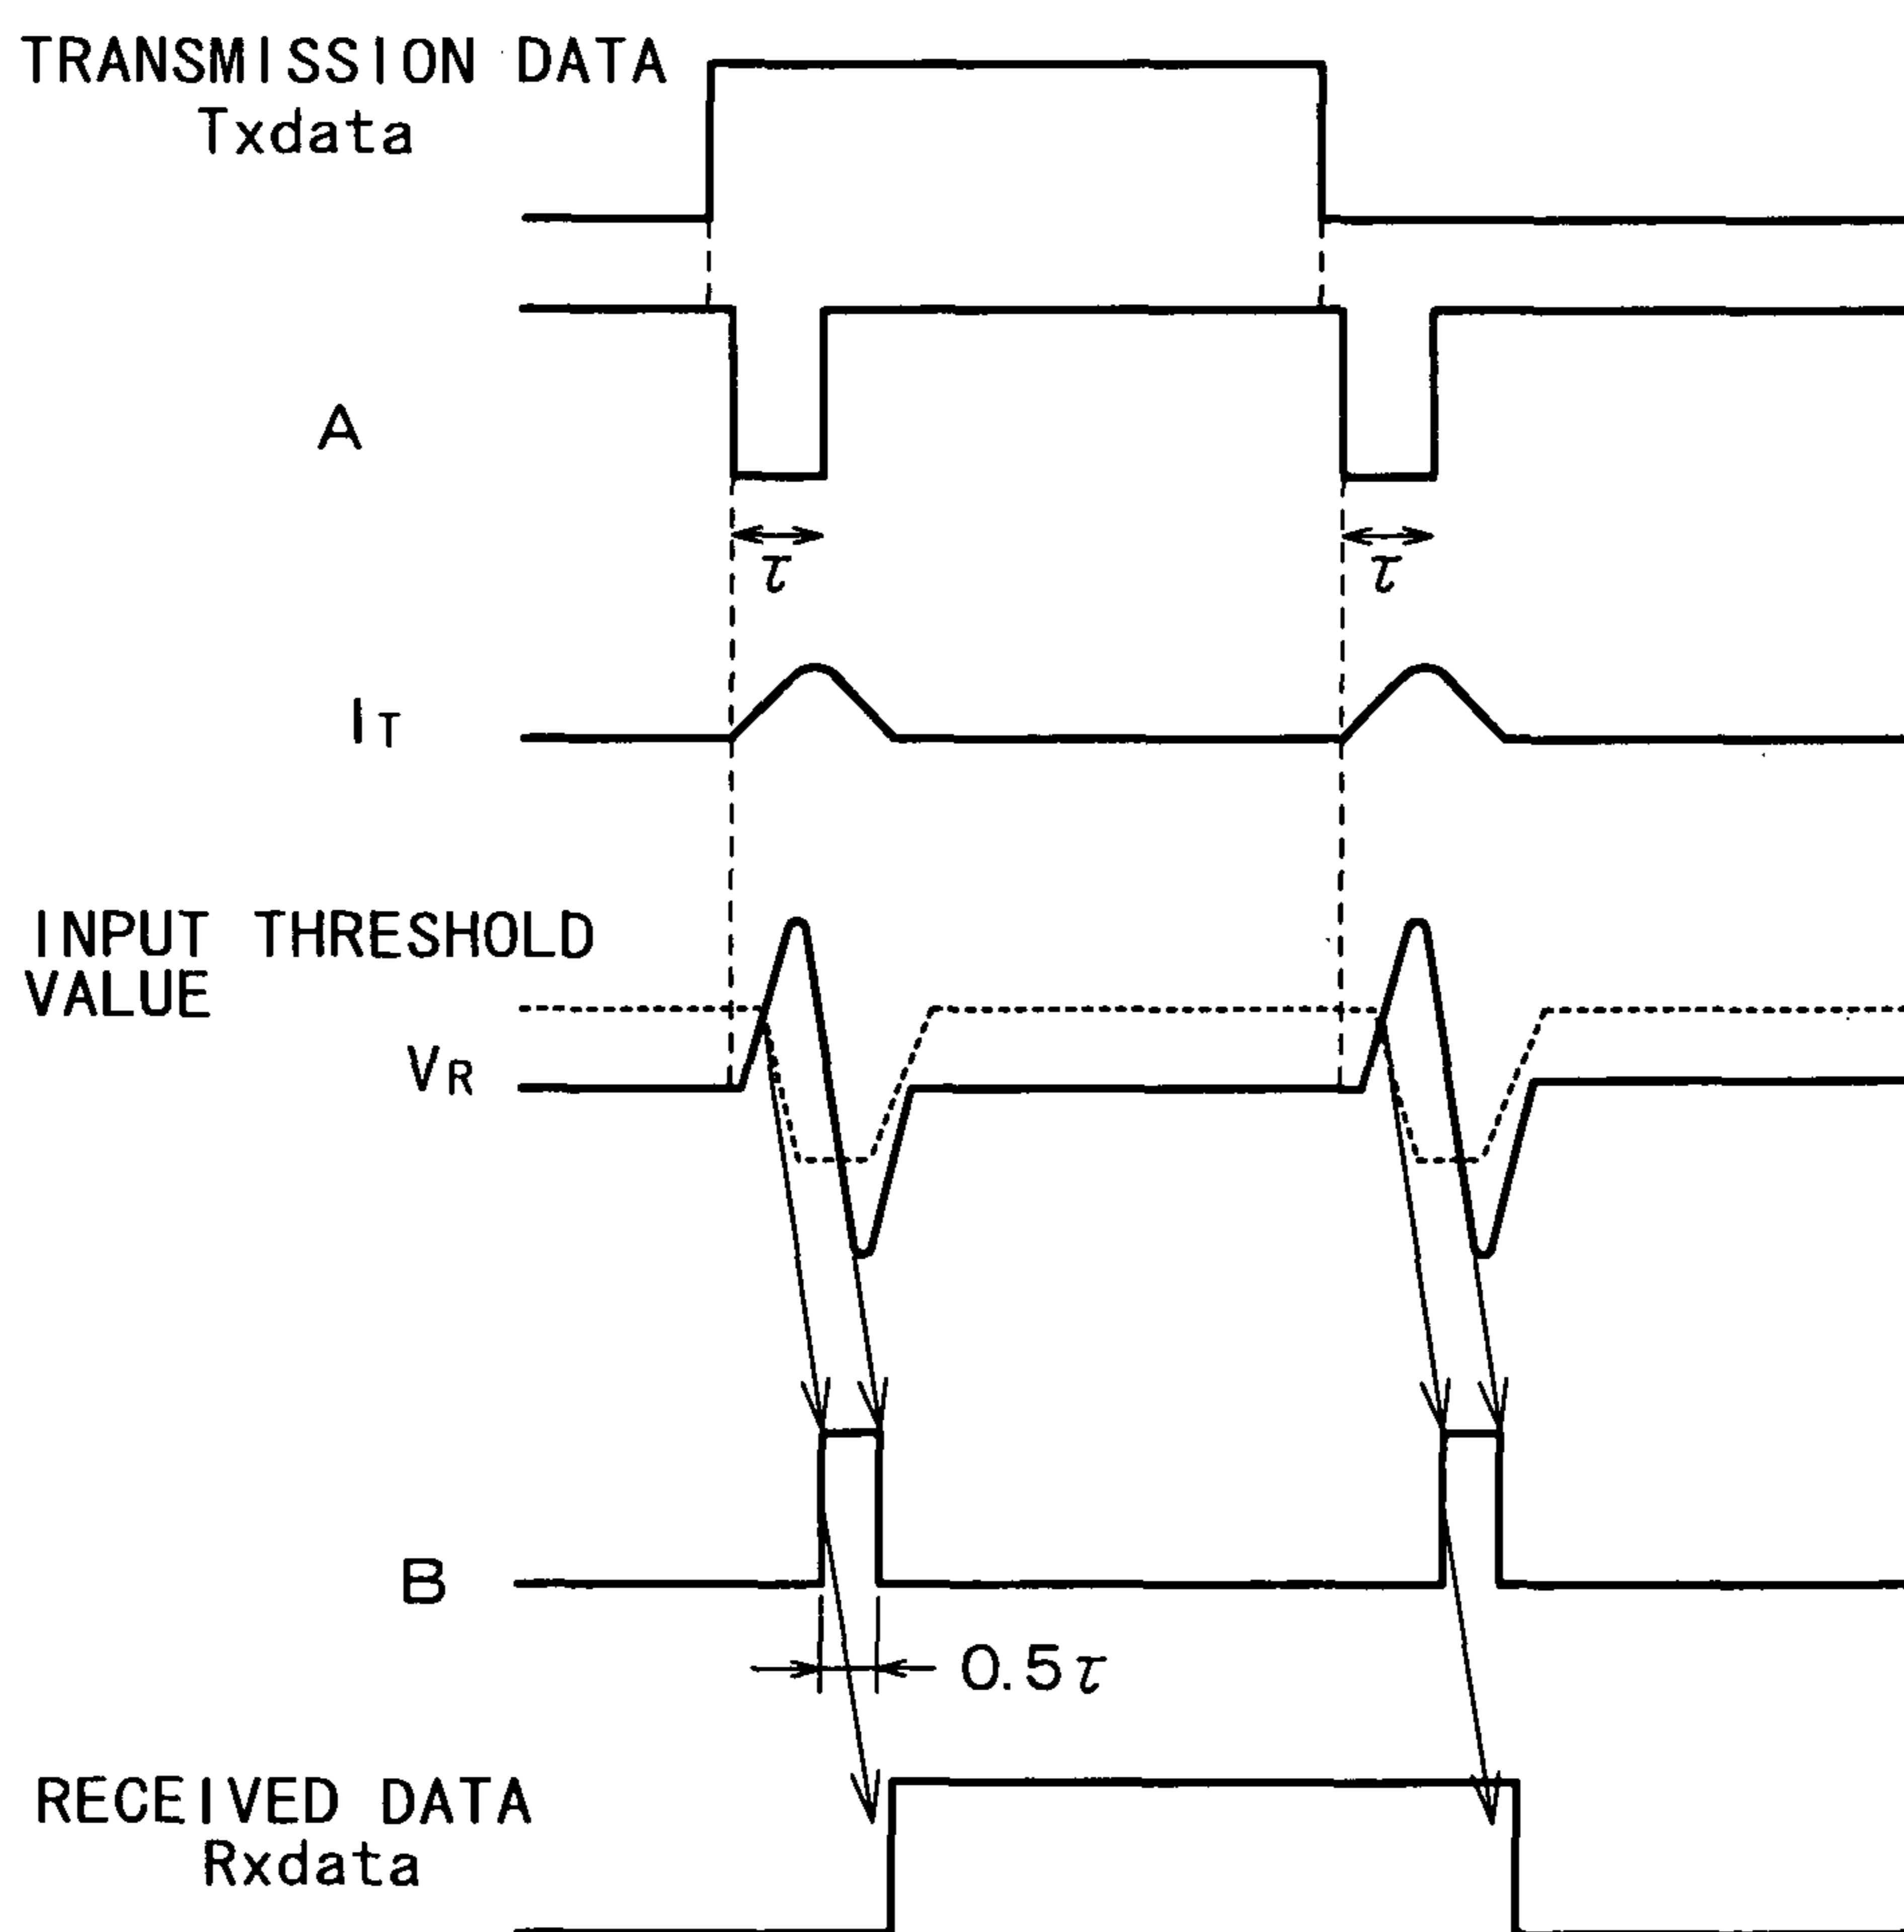 TRANSMISSION DATA
Txdata
A
τ τ
IT
INPUT THRESHOLD
VALUE
VR
B
0.5τ
RECEIVED DATA
Rxdata